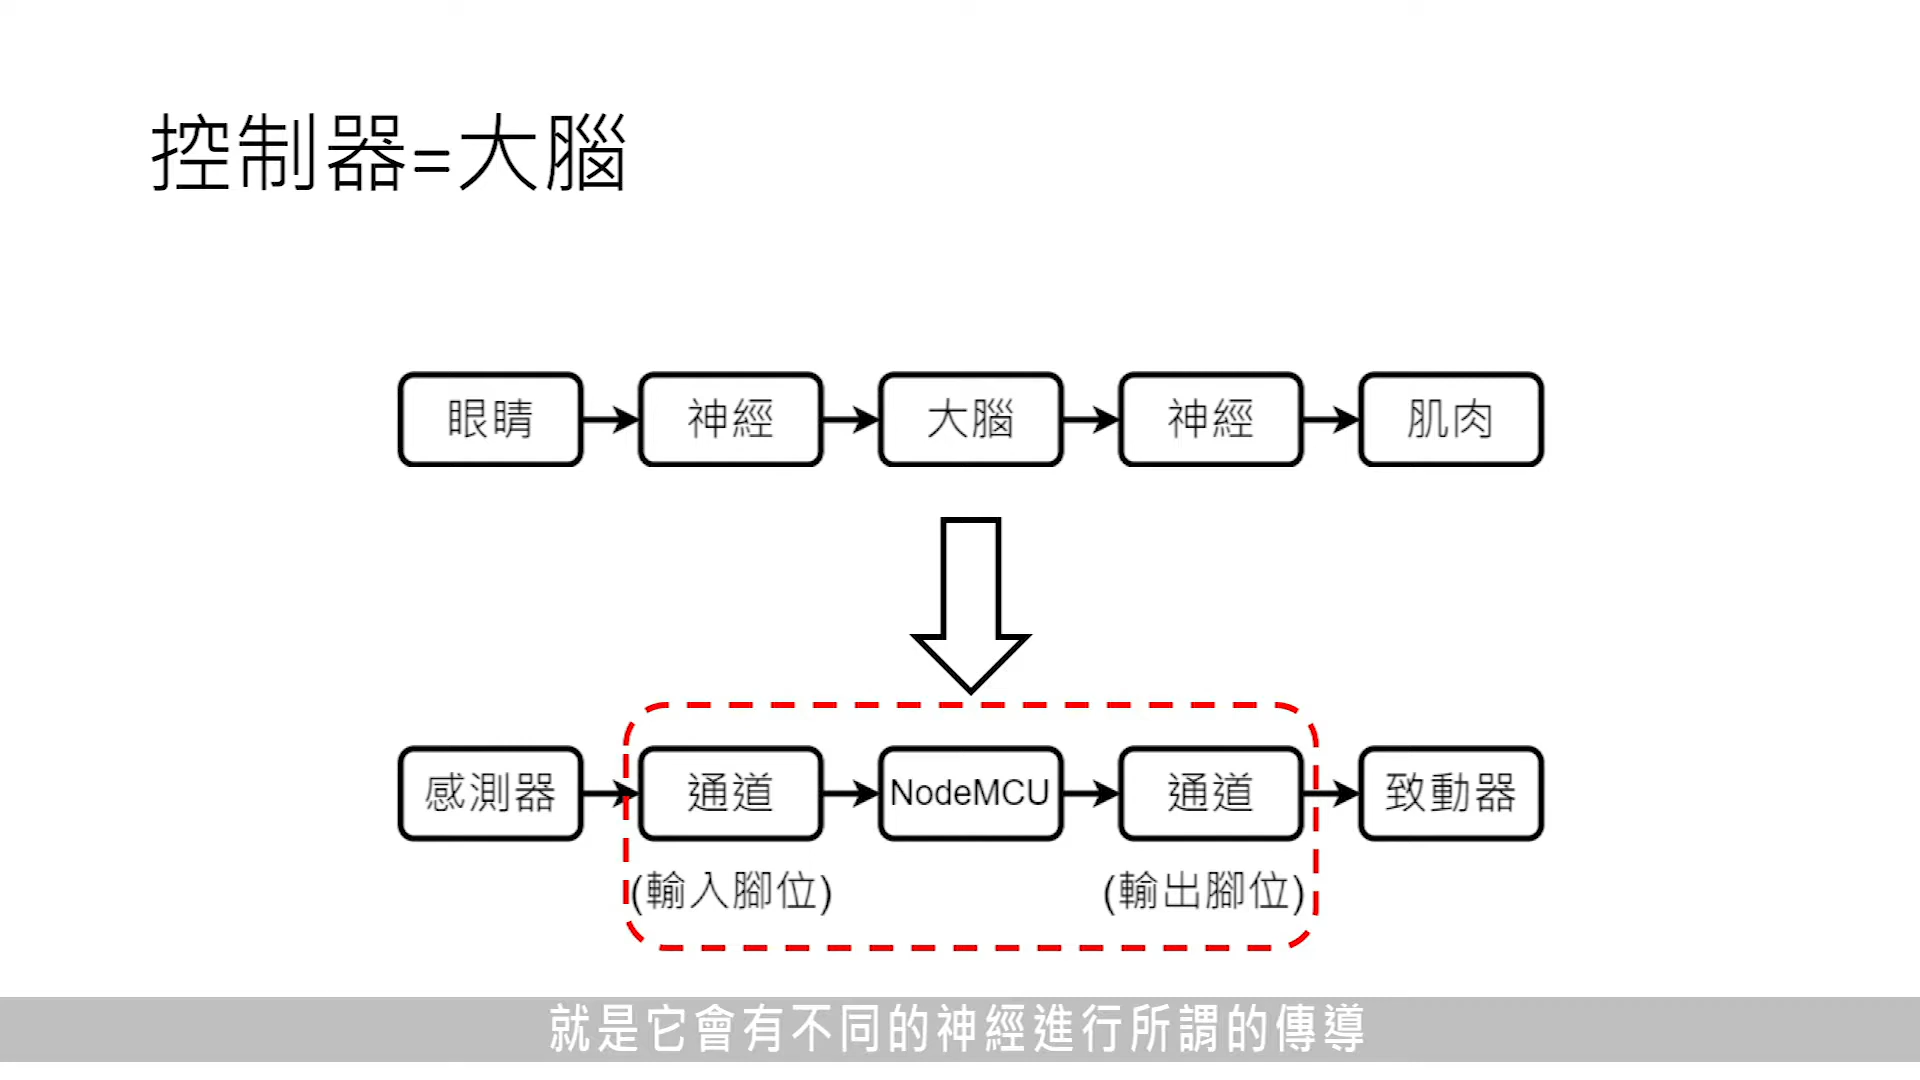 控制器=大腦
眼睛
神經
大腦
神經
肌肉
感測器
通道
NodeMCU
通道
致動器
(輸入腳位)
(輸出腳位)
就是它會有不同的神經進行所謂的傳導